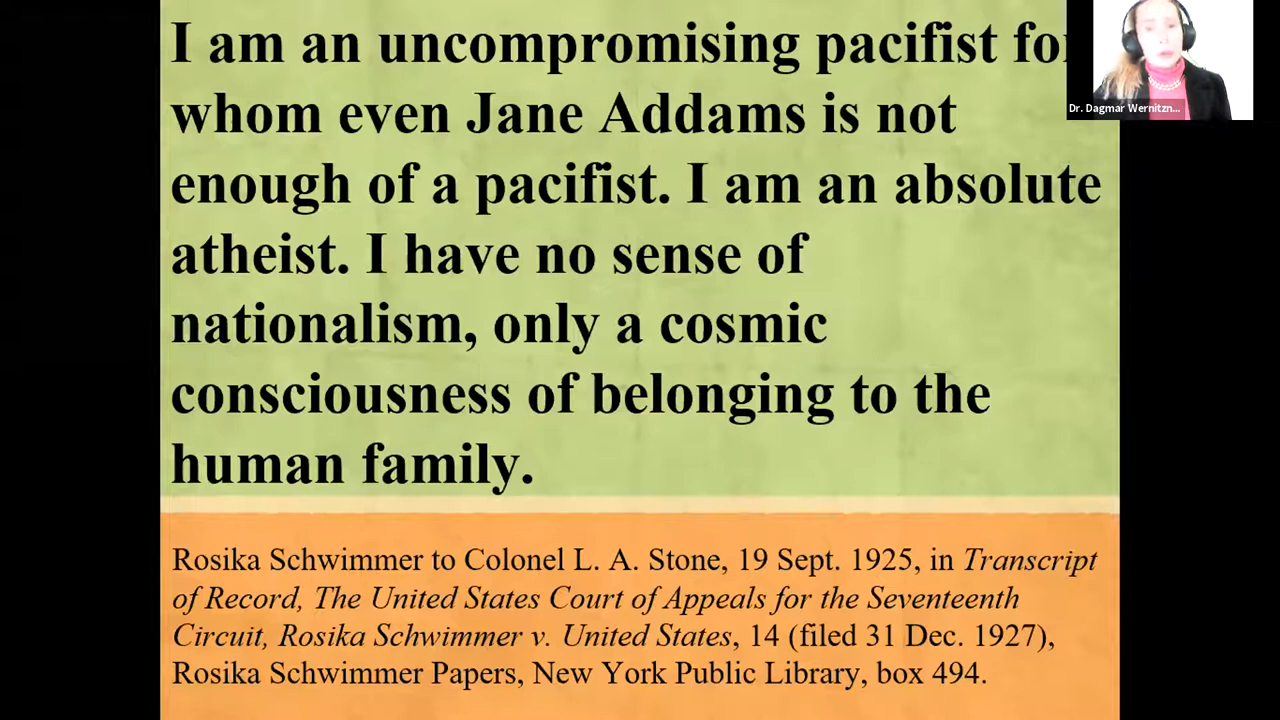 I am an uncompromising pacifist for
whom even Jane Addams is not
enough of a pacifist. I am an absolute
atheist. I have no sense of
nationalism, only a cosmic
consciousness of belonging to the
human family.
Rosika Schwimmer to Colonel L. A. Stone, 19 Sept. 1925, in Transcript
of Record, The United States Court of Appeals for the Seventeenth
Circuit, Rosika Schwimmer v. United States, 14 (filed 31 Dec. 1927),
Rosika Schwimmer Papers, New York Public Library, box 494.
Dr. Dagmar Wernitzn...